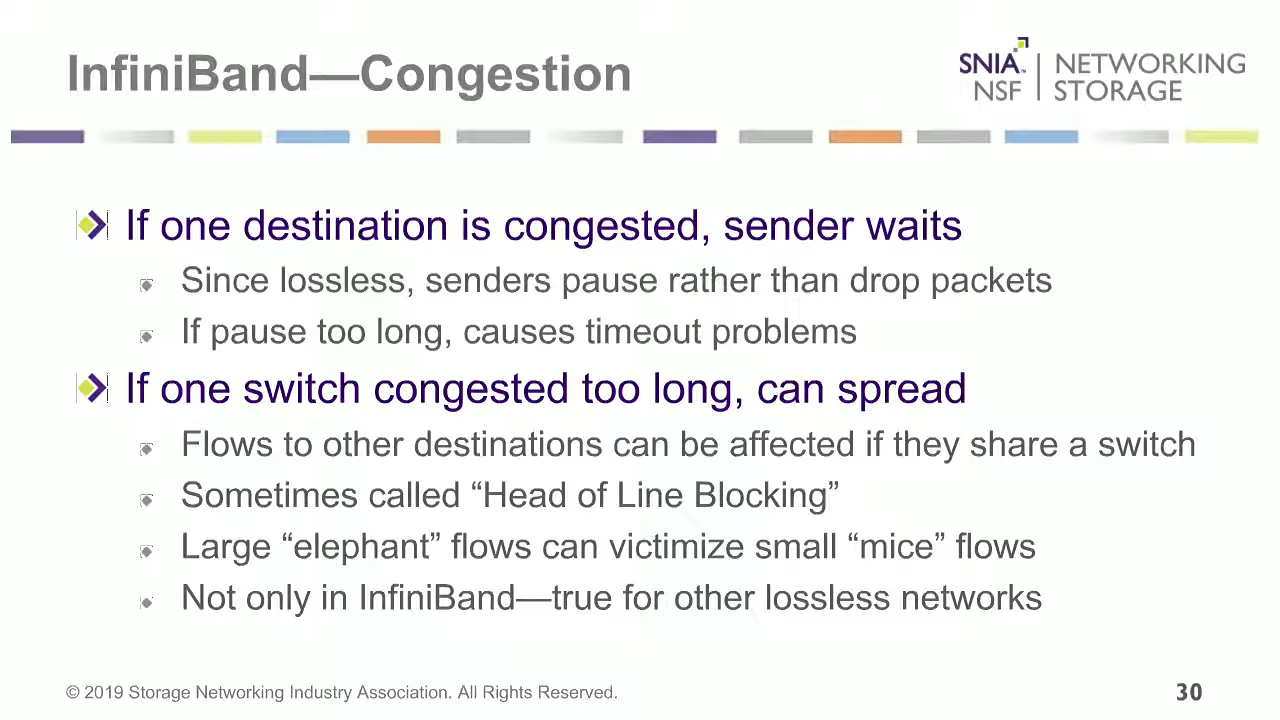 InfiniBand—Congestion
SNIA™ NETWORKING
NSF STORAGE
If one destination is congested, sender waits
Since lossless, senders pause rather than drop packets
If pause too long, causes timeout problems
If one switch congested too long, can spread
Flows to other destinations can be affected if they share a switch
Sometimes called “Head of Line Blocking”
Large “elephant” flows can victimize small “mice” flows
Not only in InfiniBand—true for other lossless networks
© 2019 Storage Networking Industry Association. All Rights Reserved.
30